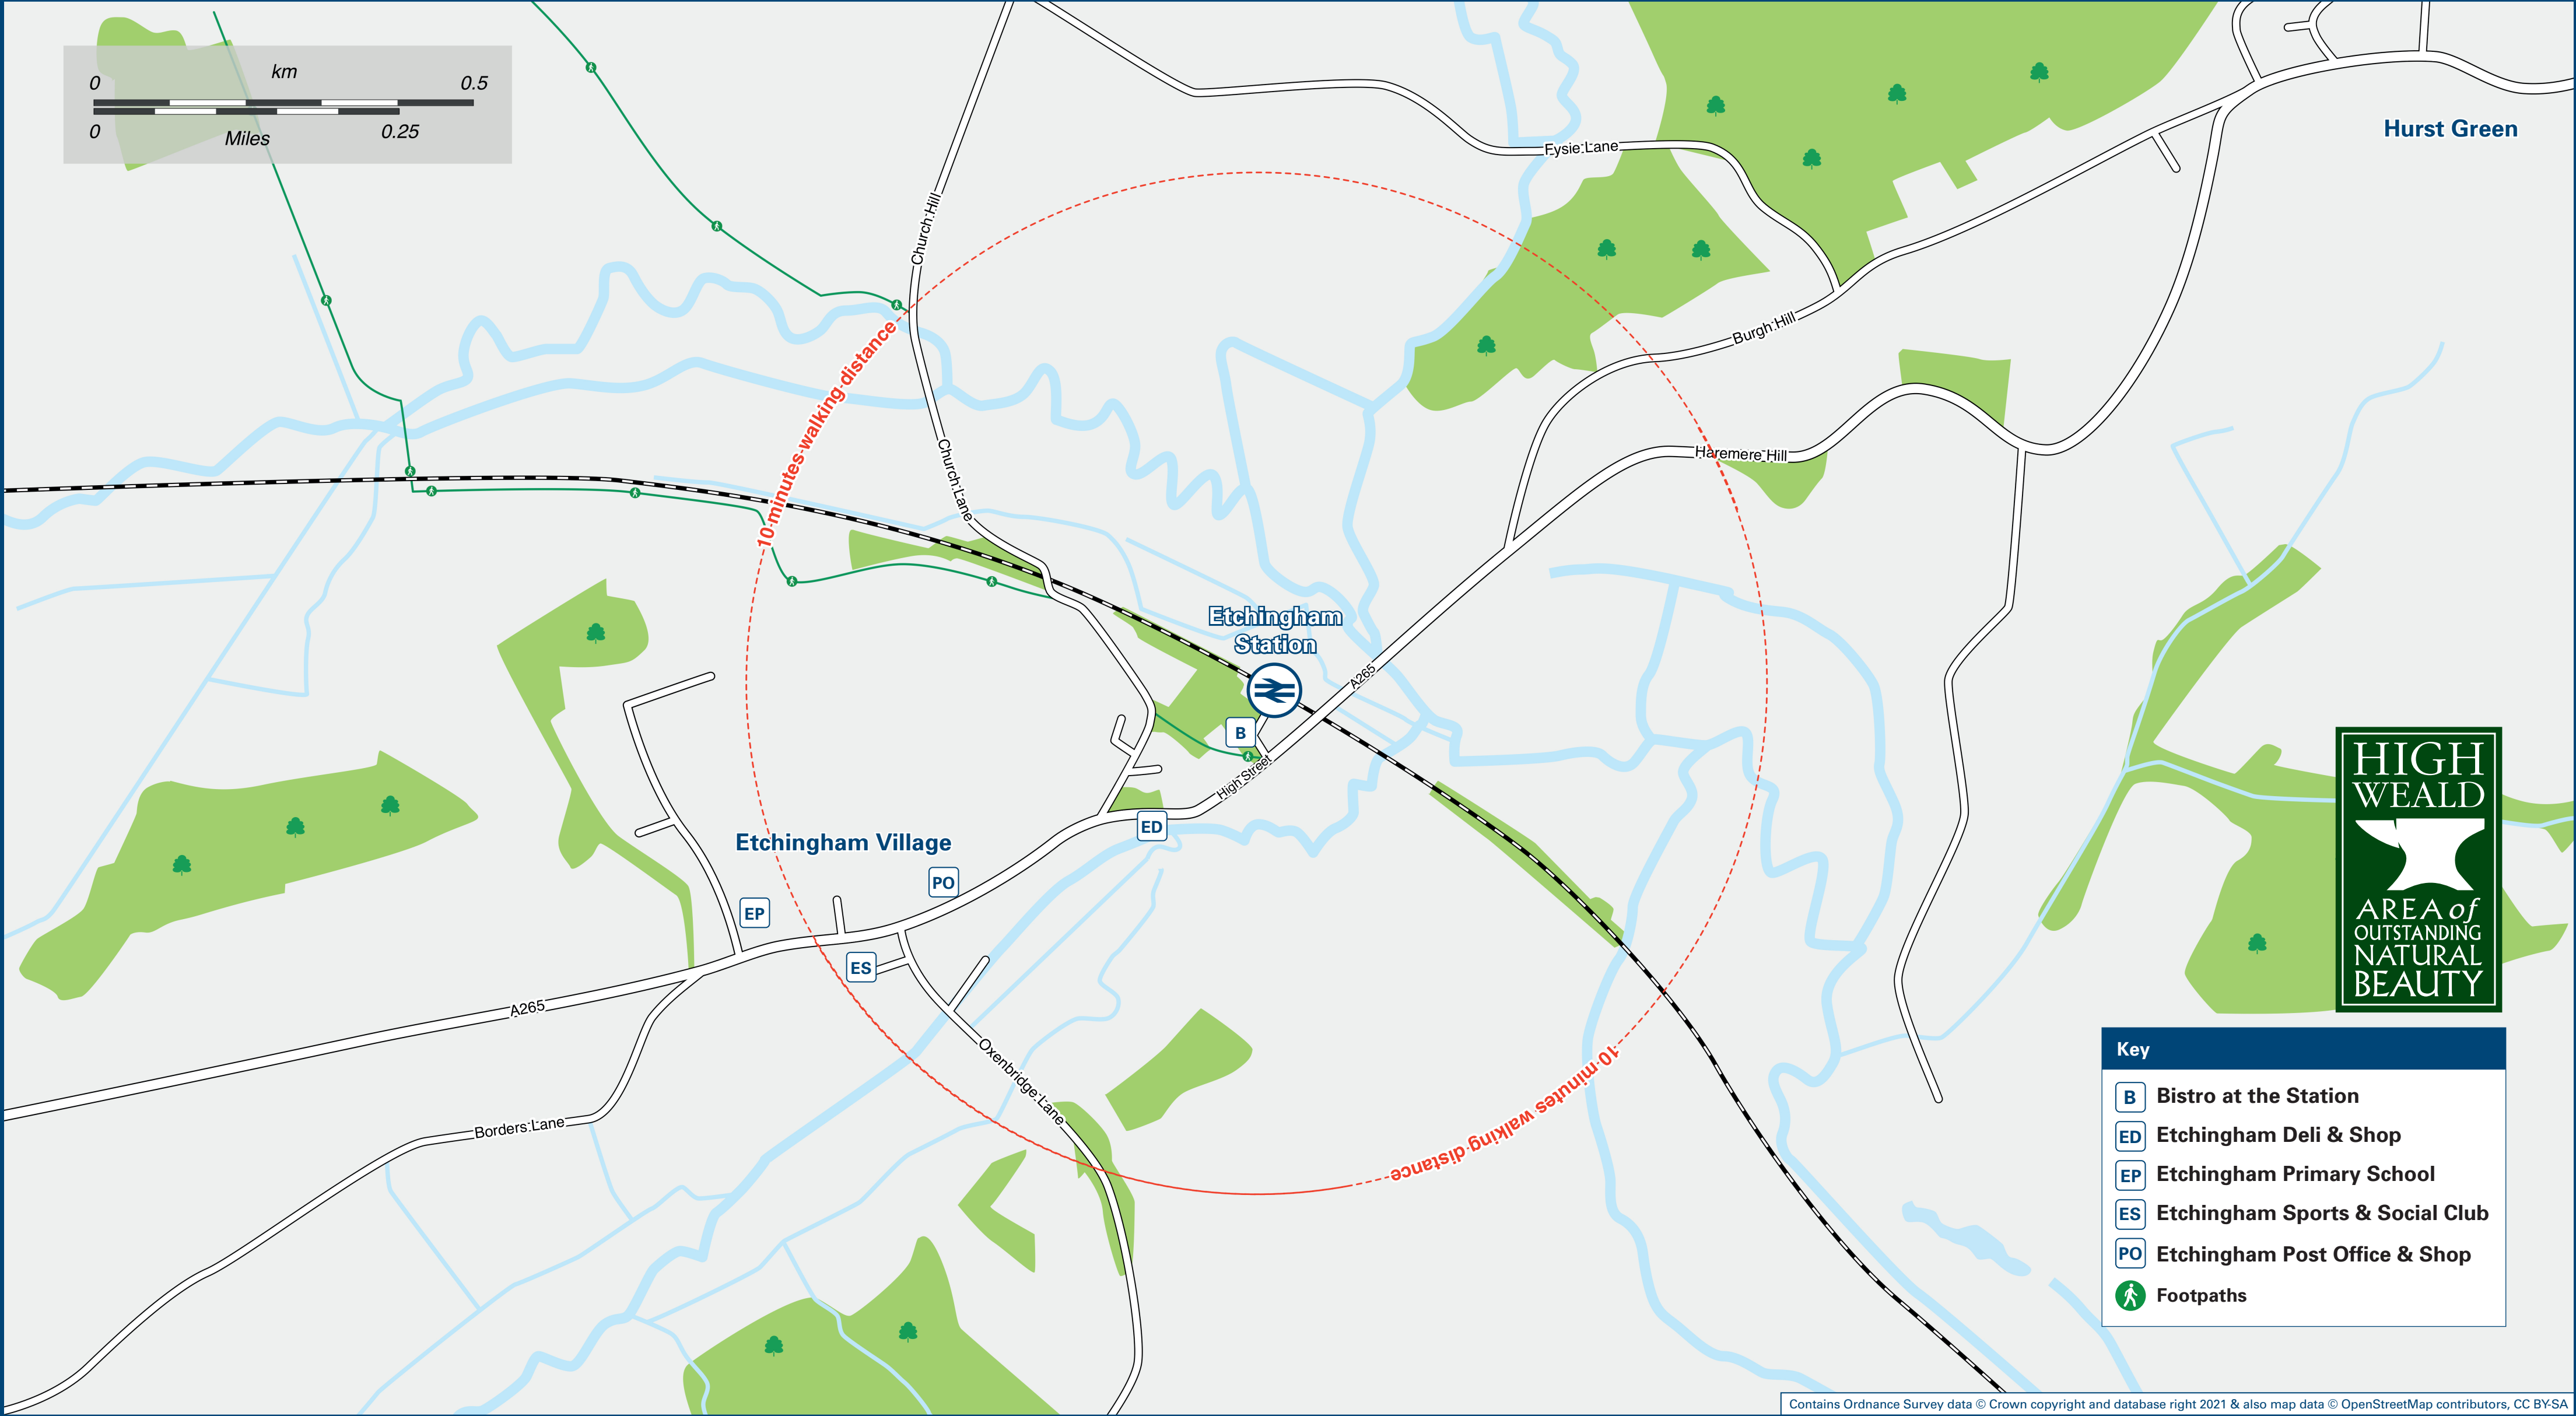 km
0 0.5
0 0.25
Miles
Hurst Green
Fysie Lane
Church Hill
Burgh Hill
10 minutes walking distance
Church Lane
Haremere Hill
Etchingham
Station
A265
B
High Street
ED
Etchingham Village
PO
EP
ES
A265
Oxenbridge Lane
10 minutes walking distance
Borders Lane
HIGH
WEALD
AREA of
OUTSTANDING
NATURAL
BEAUTY
Key
B Bistro at the Station
ED Etchingham Deli & Shop
EP Etchingham Primary School
ES Etchingham Sports & Social Club
PO Etchingham Post Office & Shop
Footpaths
Contains Ordnance Survey data © Crown copyright and database right 2021 & also map data © OpenStreetMap contributors, CC BY-SA